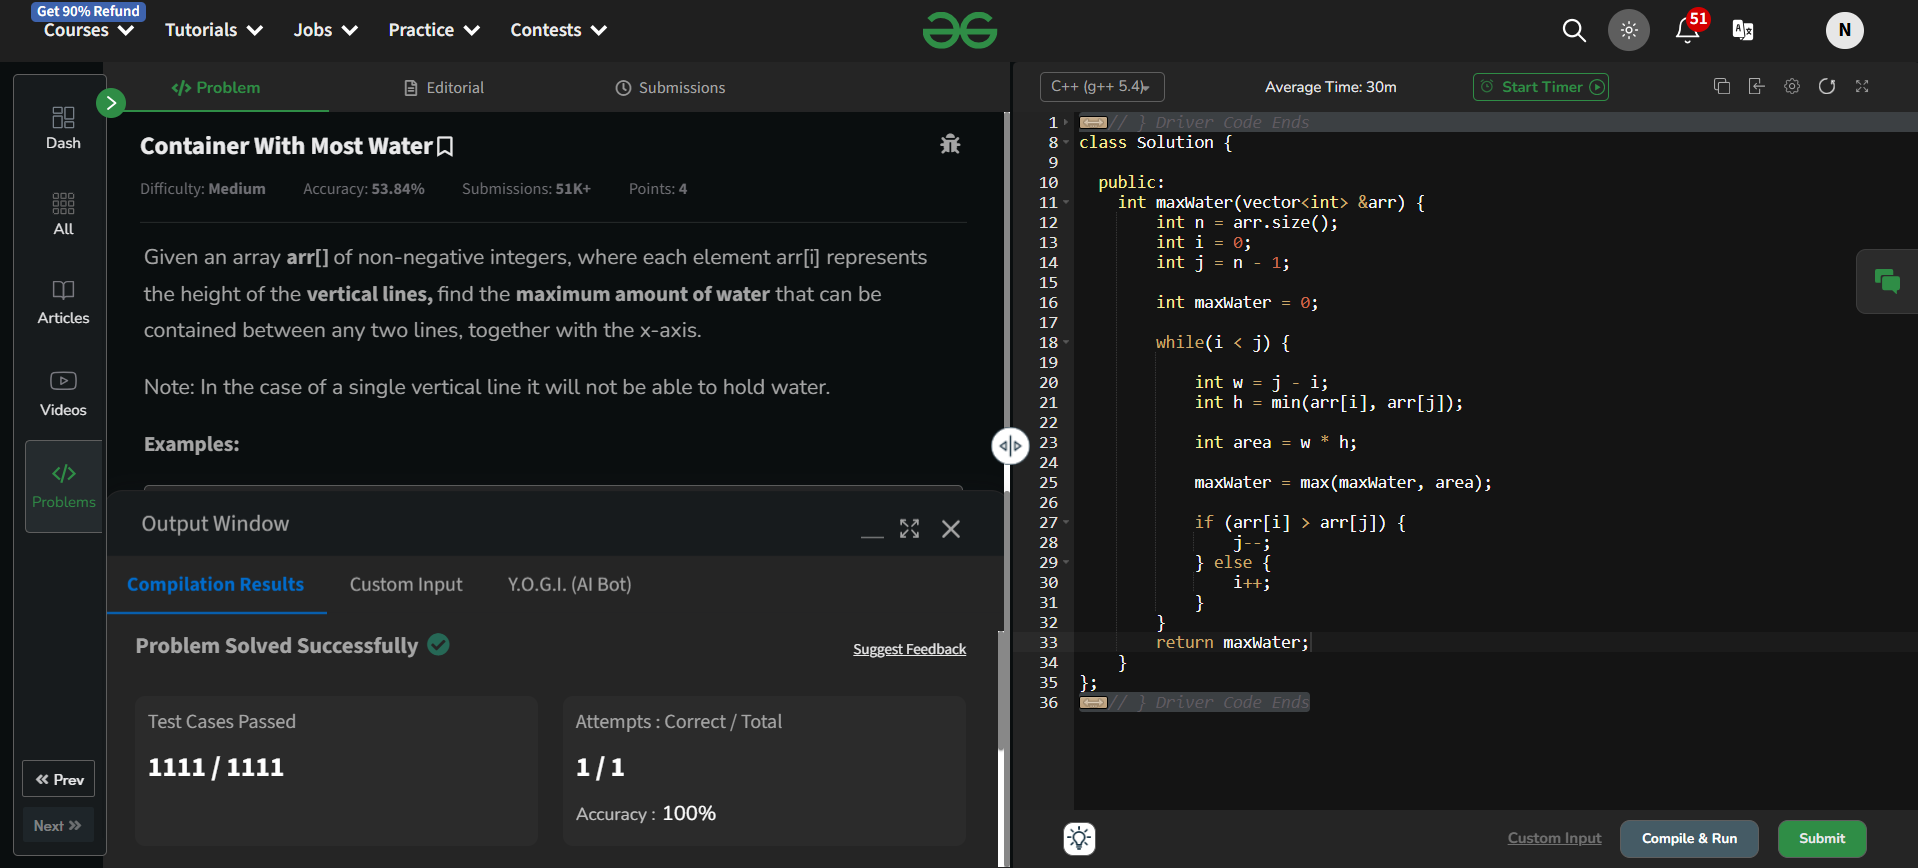 Get 90% Refund
Courses
Tutorials
Jobs
Practice
Contests
51
N
Dash
All
Articles
Videos
</> Problems
Prev
Next
</> Problem
Editorial
Submissions
Container With Most Water
Difficulty: Medium
Accuracy: 53.84%
Submissions: 51K+
Points: 4
Given an array arr[] of non-negative integers, where each element arr[i] represents
the height of the vertical lines, find the maximum amount of water that can be
contained between any two lines, together with the x-axis.
Note: In the case of a single vertical line it will not be able to hold water.
Examples:
Output Window
Compilation Results
Custom Input
Y.O.G.I. (AI Bot)
Problem Solved Successfully
Suggest Feedback
Test Cases Passed
1111 / 1111
Attempts : Correct / Total
1 / 1
Accuracy : 100%
C++ (g++ 5.4)
Average Time: 30m
Start Timer
1 // } Driver Code Ends
8 class Solution {
9
10 public:
11 int maxWater(vector<int> &arr) {
12 int n = arr.size();
13 int i = 0;
14 int j = n - 1;
15
16 int maxWater = 0;
17
18 while(i < j) {
19
20 int w = j - i;
21 int h = min(arr[i], arr[j]);
22
23 int area = w * h;
24
25 maxWater = max(maxWater, area);
26
27 if (arr[i] > arr[j]) {
28 j--;
29 } else {
30 i++;
31 }
32 }
33 return maxWater;
34 }
35 };
36 // } Driver Code Ends
Custom Input
Compile & Run
Submit